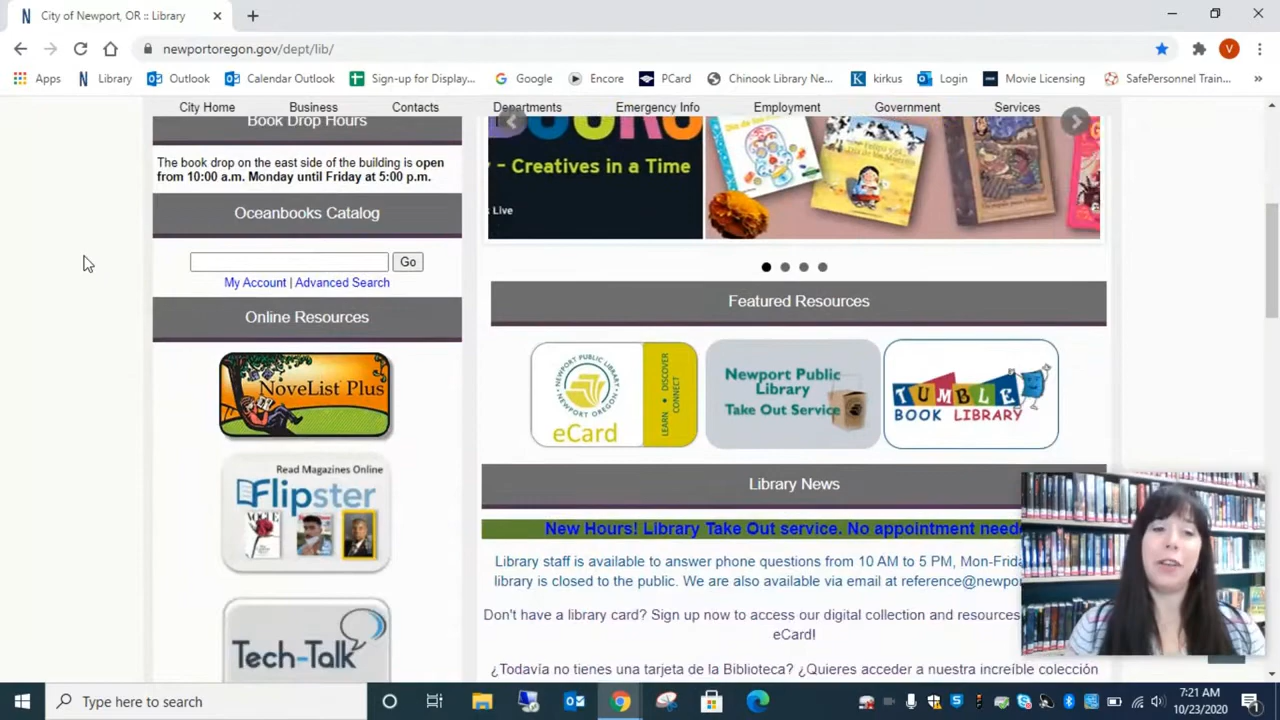 City of Newport, OR :: Library
newportoregon.gov/dept/lib/
Apps Library Outlook Calendar Outlook Sign-up for Display... Google Encore PCard Chinook Library Ne... kirkus Login Movie Licensing SafePersonnel Train... »
City Home Business Contacts Departments Emergency Info Employment Government Services
Book Drop Hours
The book drop on the east side of the building is open
from 10:00 a.m. Monday until Friday at 5:00 p.m.
Oceanbooks Catalog
Go
My Account | Advanced Search
Online Resources
NoveList Plus
Read Magazines Online
Flipster
VOGUE
Tech-Talk
– Creatives in a Time
Live
Featured Resources
NEWPORT PUBLIC LIBRARY
NEWPORT OREGON
eCard
LEARN • DISCOVER
CONNECT
Newport Public
Library
Take Out Service
TUMBLE
BOOK LIBRARY
Library News
New Hours! Library Take Out service. No appointment
Library staff is available to answer phone questions from 10 AM to 5 PM,
library is closed to the public. We are also available via email at
Don't have a library card? Sign up now to access our digital collection and resources
eCard!
¿Todavía no tienes una tarjeta de la Biblioteca? ¿Quieres acceder a nuestra increíble colección
Type here to search
7:21 AM
10/23/2020